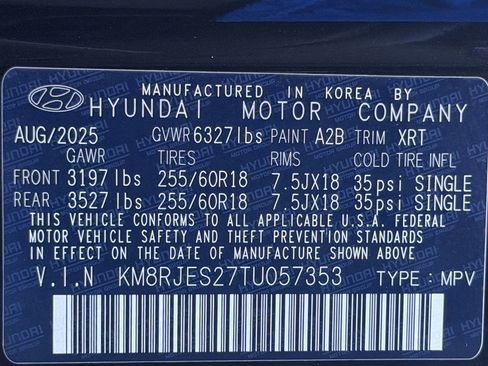 MANUFACTURED IN KOREA BY
HYUNDAI MOTOR COMPANY
AUG/2025 GVWR 6327lbs PAINT A2B TRIM XRT
GAWR TIRES RIMS COLD TIRE INFL
FRONT 3197lbs 255/60R18 7.5JX18 35psi SINGLE
REAR 3527lbs 255/60R18 7.5JX18 35psi SINGLE
THIS VEHICLE CONFORMS TO ALL APPLICABLE U.S.A. FEDERAL
MOTOR VEHICLE SAFETY AND THEFT PREVENTION STANDARDS
IN EFFECT ON THE DATE OF MANUFACTURE SHOWN ABOVE
V.I.N KM8RJES27TU057353 TYPE: MPV